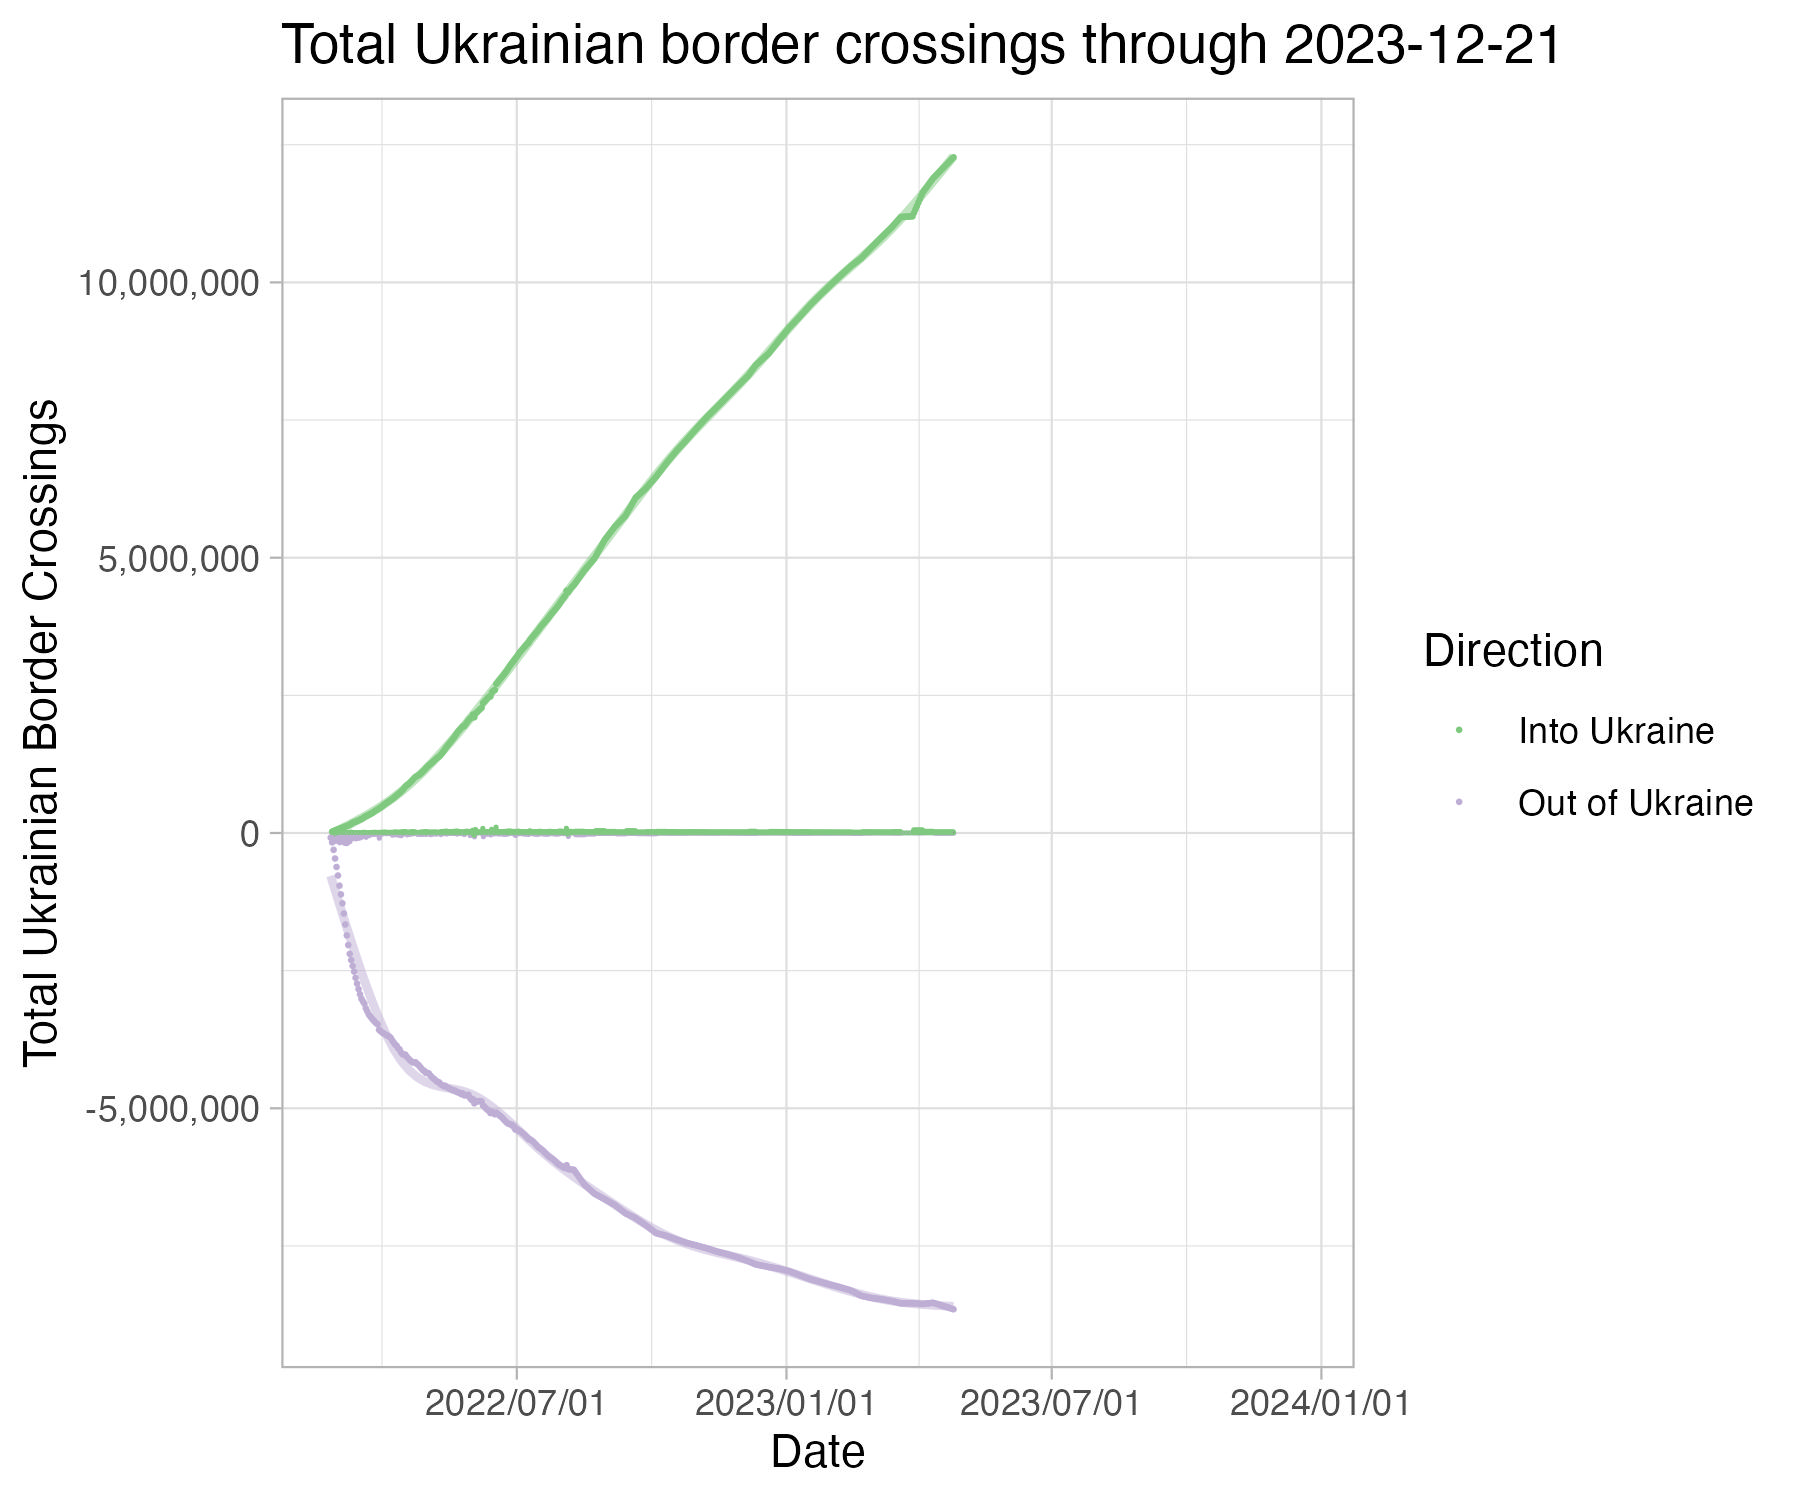 Total Ukrainian border crossings through 2023-12-21
Total Ukrainian Border Crossings
10,000,000
5,000,000
0
-5,000,000
2022/07/01
2023/01/01
2023/07/01
2024/01/01
Date
Direction
Into Ukraine
Out of Ukraine